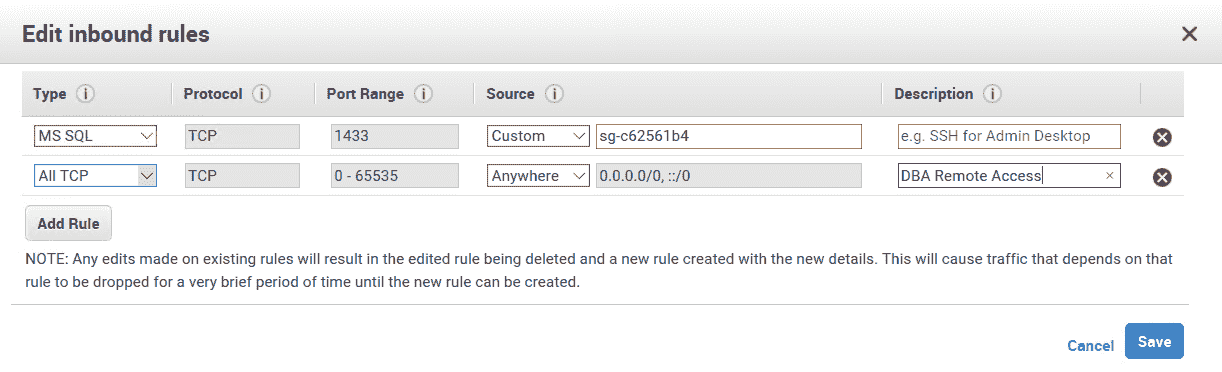 Edit inbound rules
Type Protocol Port Range Source Description
MS SQL TCP 1433 Custom sg-c62561b4 e.g. SSH for Admin Desktop
All TCP TCP 0 - 65535 Anywhere 0.0.0.0/0, ::/0 DBA Remote Access
Add Rule
NOTE: Any edits made on existing rules will result in the edited rule being deleted and a new rule created with the new details. This will cause traffic that depends on that
rule to be dropped for a very brief period of time until the new rule can be created.
Cancel Save